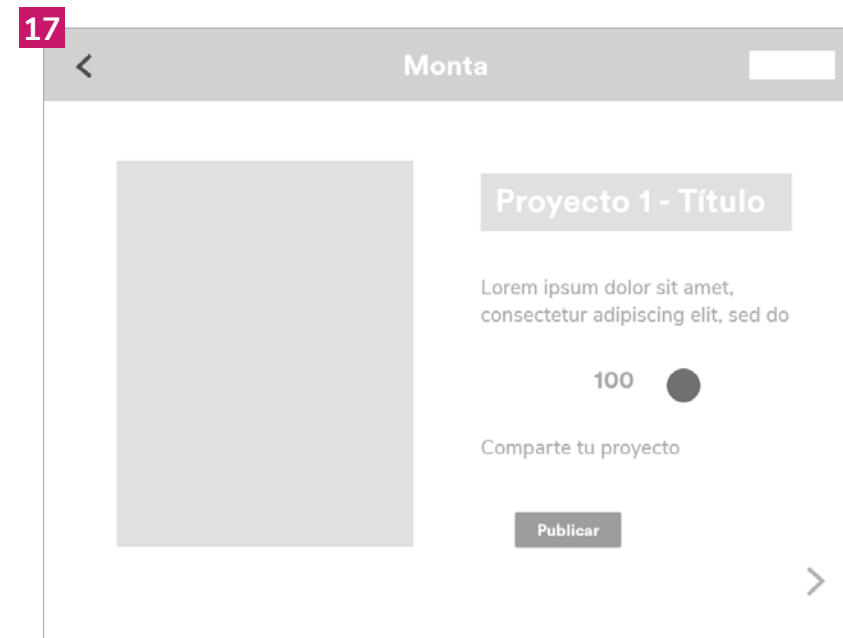 17
Monta
Proyecto 1 - Título
Lorem ipsum dolor sit amet,
consectetur adipiscing elit, sed do
100
Comparte tu proyecto
Publicar